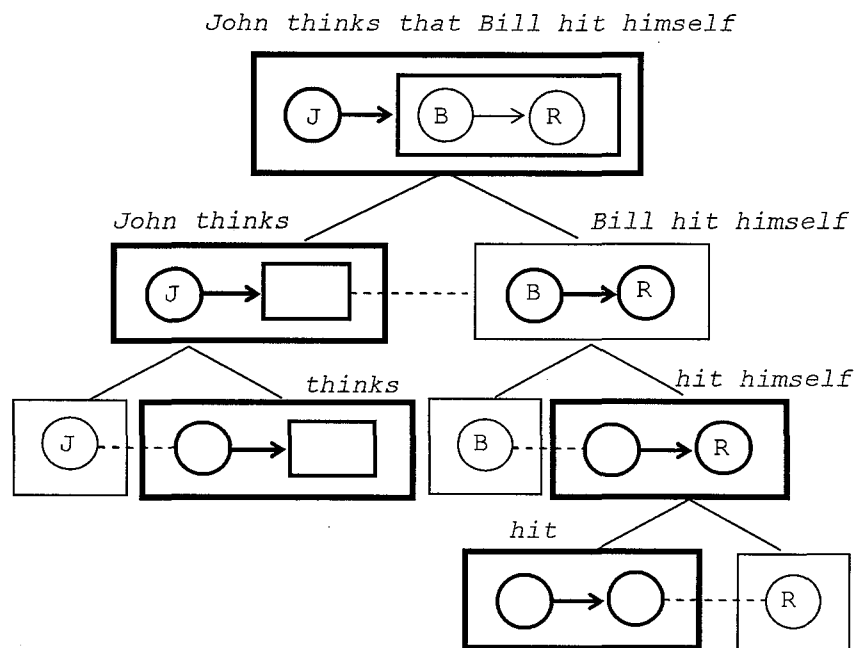 John thinks that Bill hit himself
J B R
John thinks Bill hit himself
J B R
thinks hit himself
J B R
hit
R